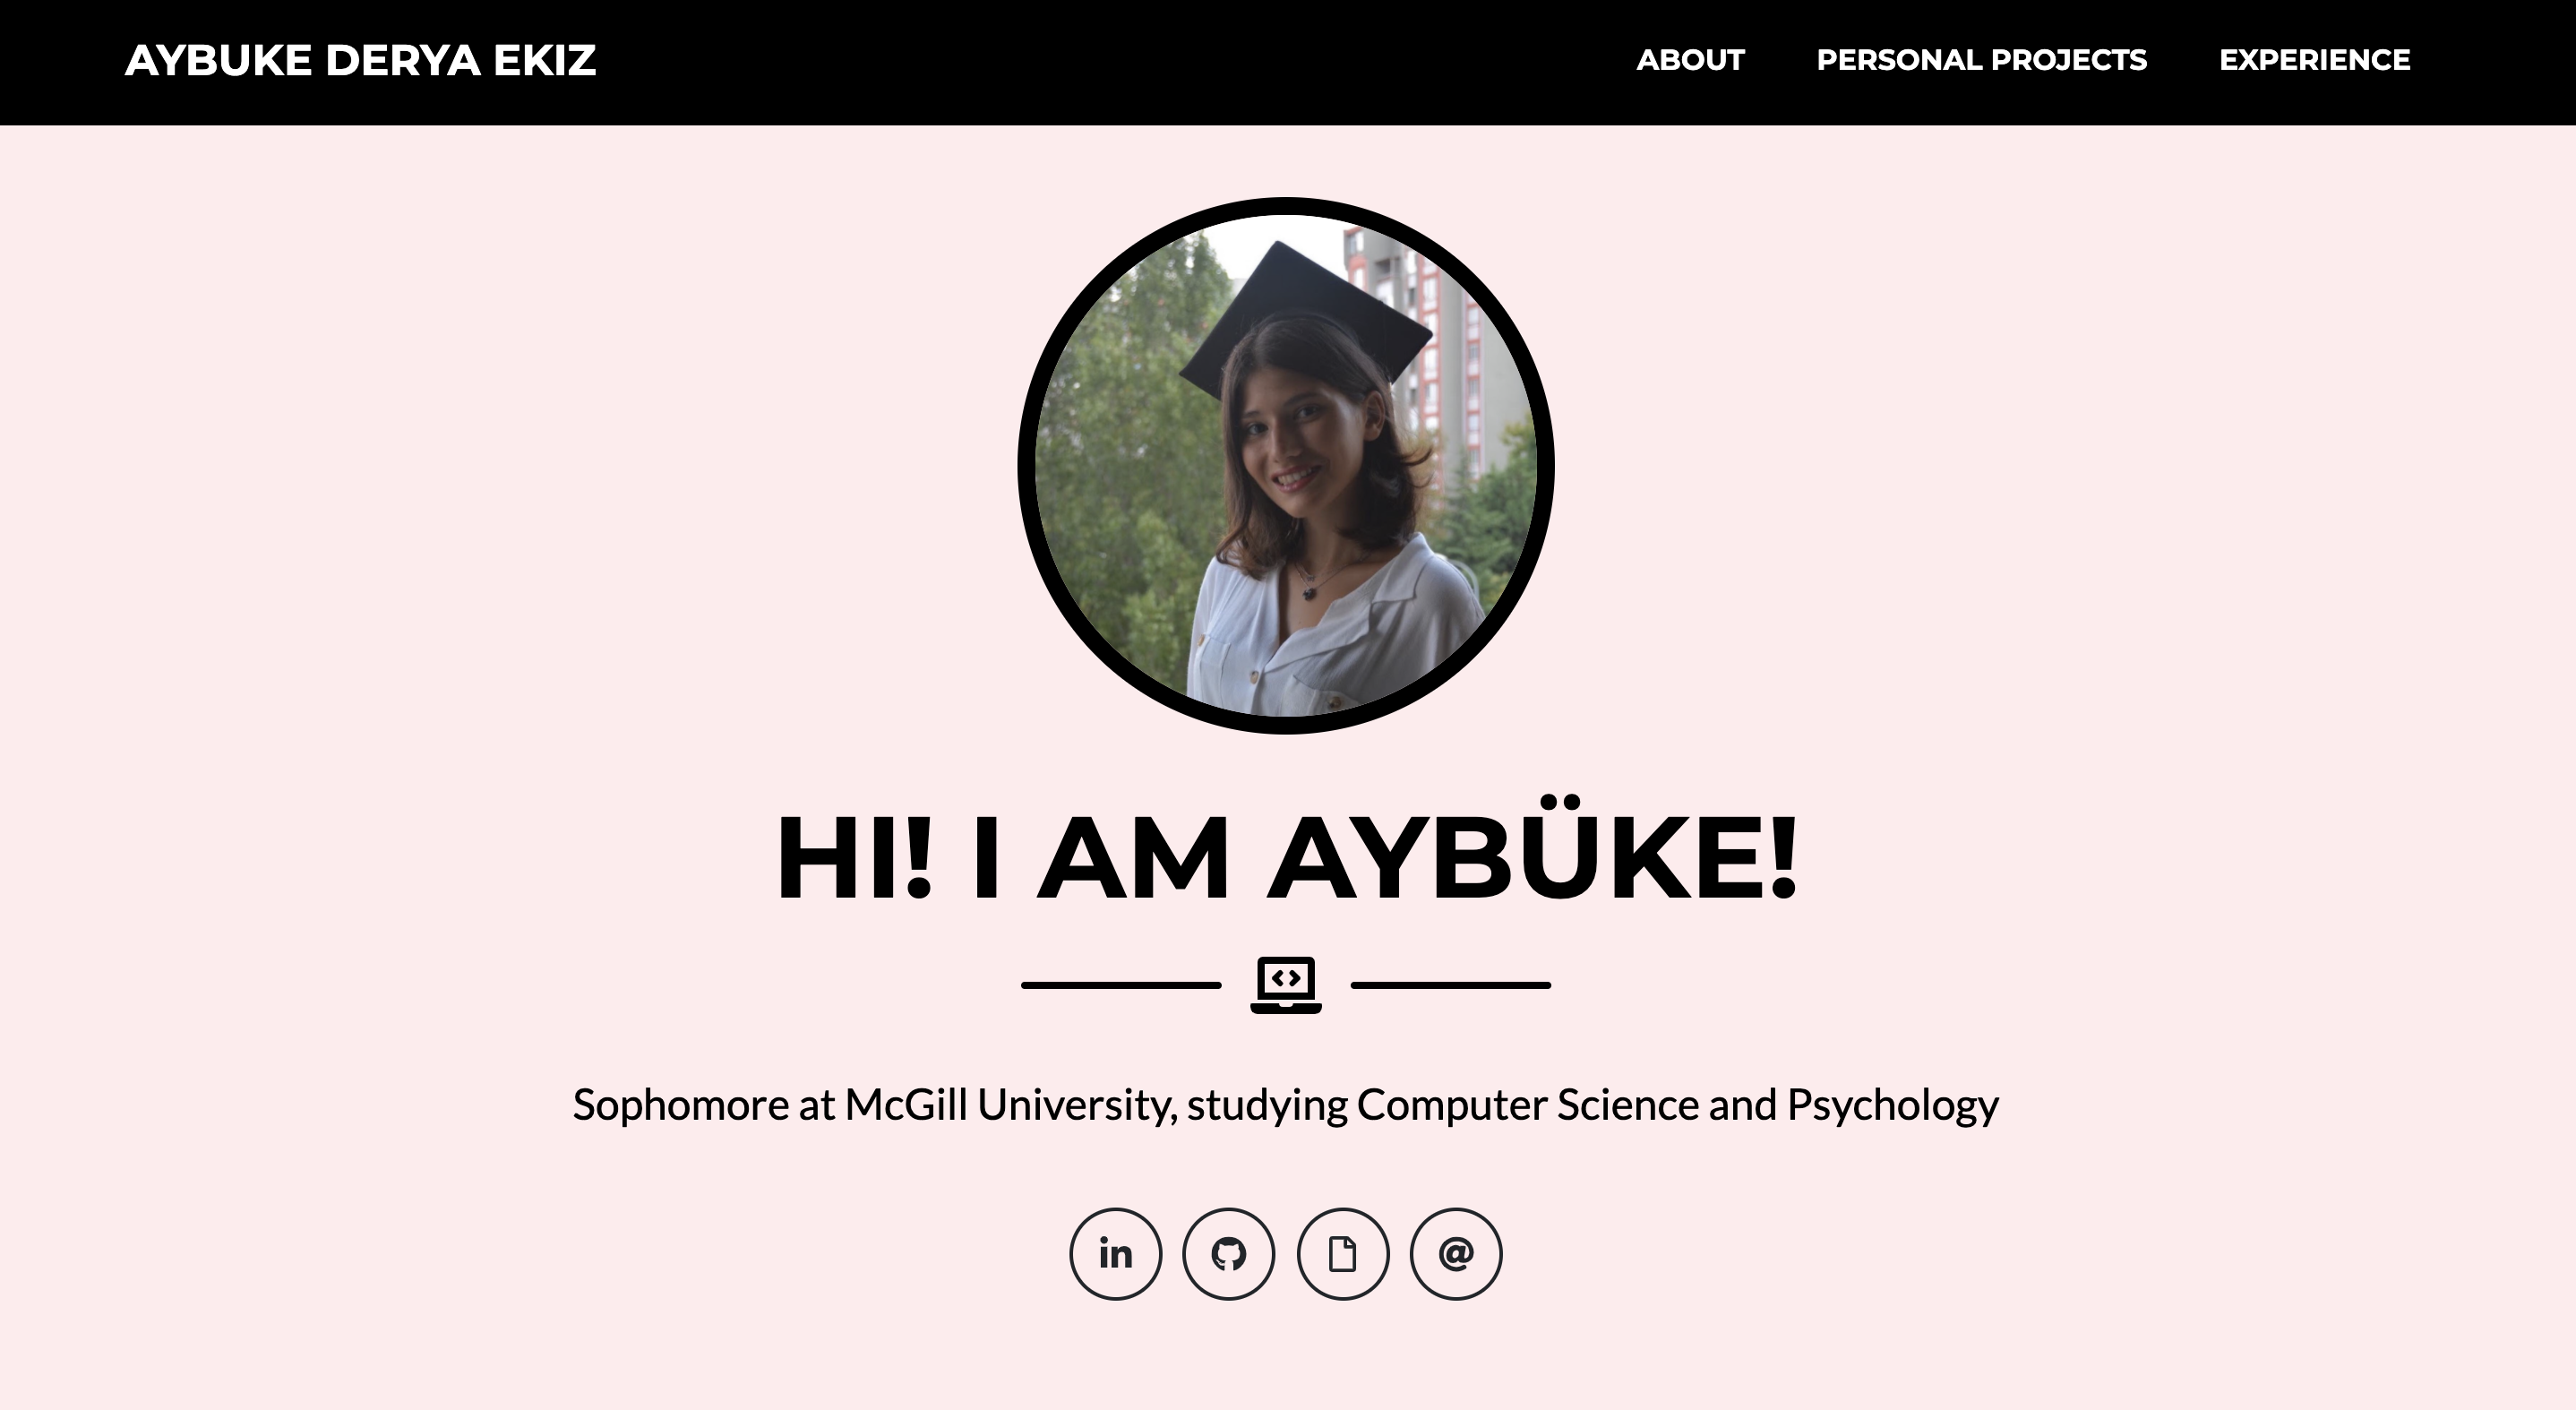 AYBUKE DERYA EKIZ
ABOUT PERSONAL PROJECTS EXPERIENCE
HI! I AM AYBÜKE!
Sophomore at McGill University, studying Computer Science and Psychology
in
@